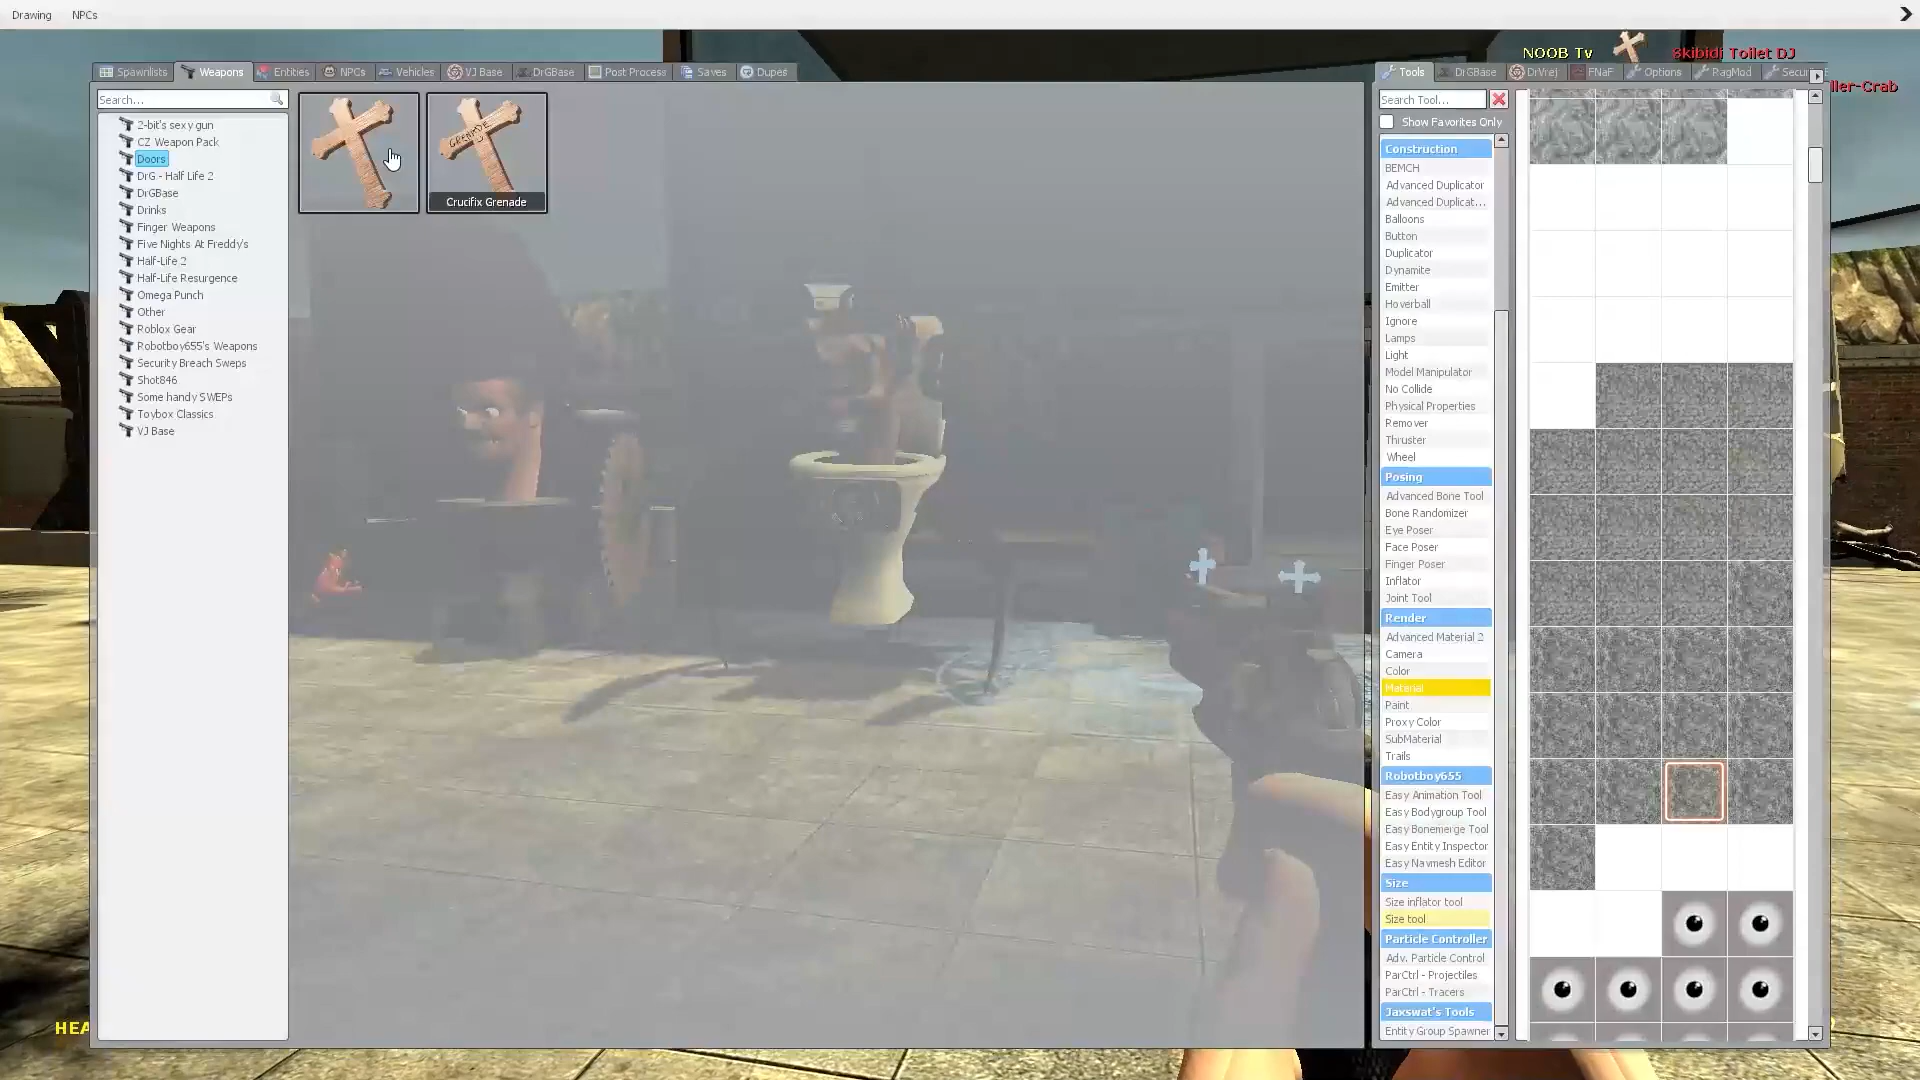 Drawing NPCs
NOOB Tv Skibidi Toilet DJ
ller-Crab
Spawnlists Weapons Entities NPCs Vehicles VJ Base DrGBase Post Process Saves Dupes
Search...
2-bit's sexy gun
CZ Weapon Pack
Doors
DrG - Half Life 2
DrGBase
Drinks
Finger Weapons
Five Nights At Freddy's
Half-Life 2
Half-Life Resurgence
Omega Punch
Other
Roblox Gear
Robotboy655's Weapons
Security Breach Sweps
Shot846
Some handy SWEPs
Toybox Classics
VJ Base
GRENADE
Crucifix Grenade
Tools DrGBase DrVrej FNaF Options PragMod Secu
Search Tool...
Show Favorites Only
Construction
BEMCH
Advanced Duplicator
Advanced Duplicat...
Balloons
Button
Duplicator
Dynamite
Emitter
Hoverball
Ignore
Lamps
Light
Model Manipulator
No Collide
Physical Properties
Remover
Thruster
Wheel
Posing
Advanced Bone Tool
Bone Randomizer
Eye Poser
Face Poser
Finger Poser
Inflator
Joint Tool
Render
Advanced Material 2
Camera
Color
Material
Paint
Proxy Color
SubMaterial
Trails
Robotboy655
Easy Animation Tool
Easy Bodygroup Tool
Easy Bonemerge Tool
Easy Entity Inspector
Easy Navmesh Editor
Size
Size inflator tool
Size tool
Particle Controller
Adv. Particle Control
ParCtrl - Projectiles
ParCtrl - Tracers
Jaxswat's Tools
Entity Group Spawner
HEA